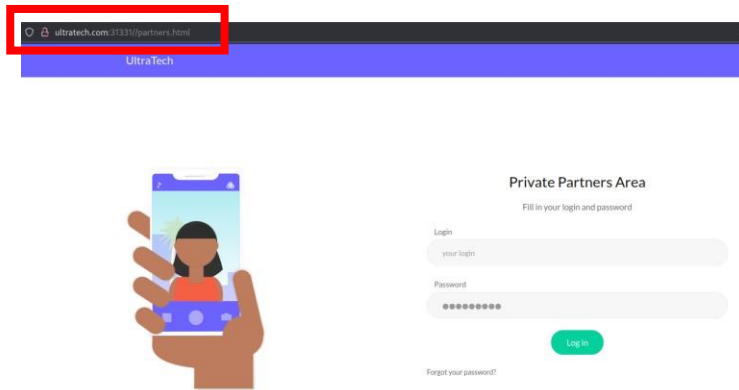 ultratech.com:31331//partners.html
UltraTech
Private Partners Area
Fill in your login and password
Login
your login
Password
●●●●●●●●●
Log in
Forgot your password?